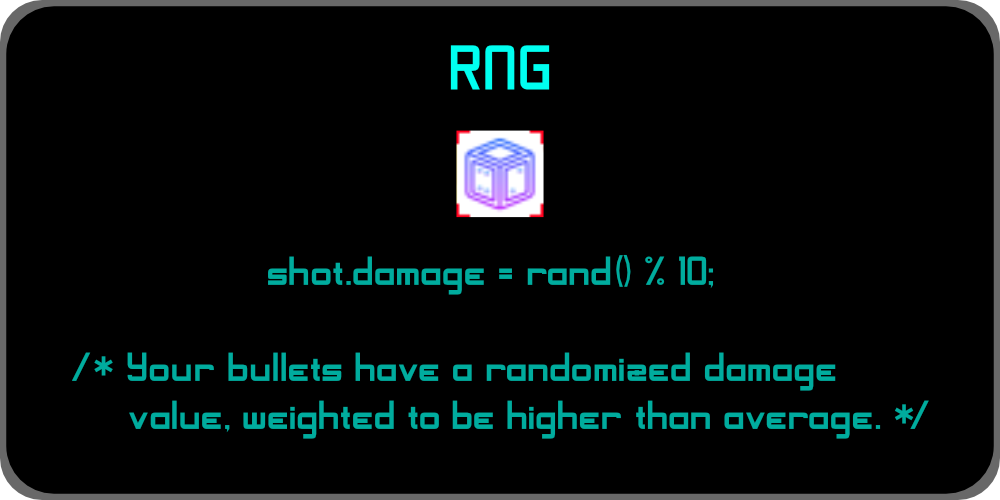 RNG
shot.damage = rand() % 10;
/* Your bullets have a randomized damage
value, weighted to be higher than average. */